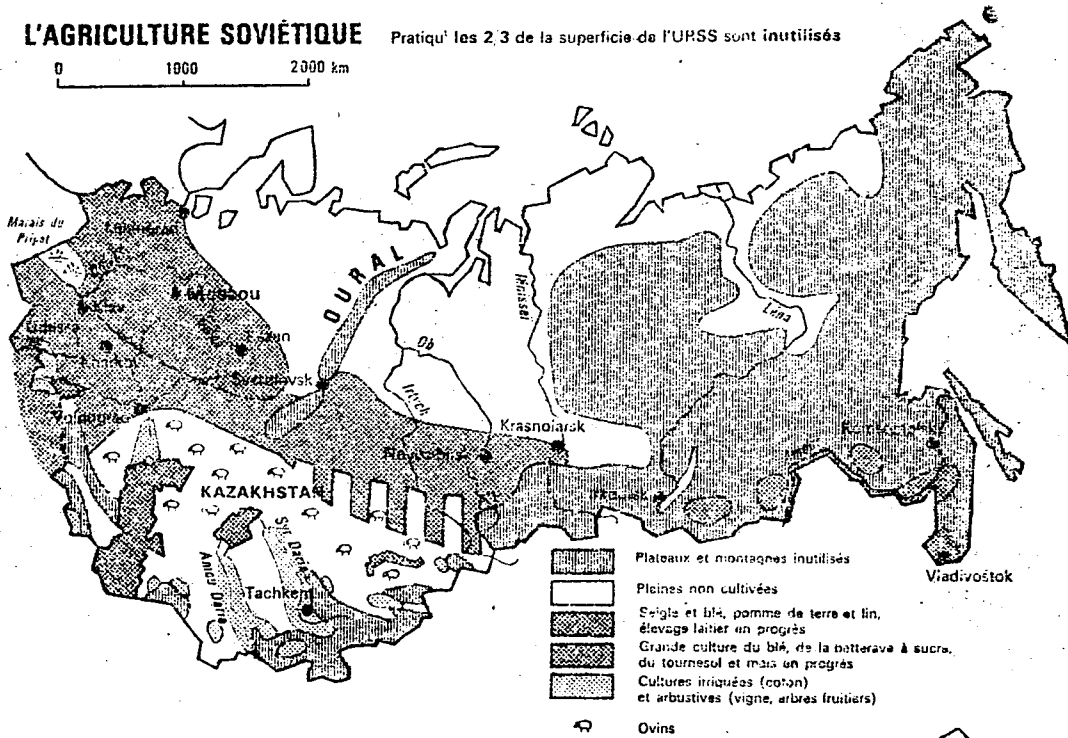 L'AGRICULTURE SOVIÉTIQUE
Pratiqu' les 2/3 de la superficie de l'URSS sont inutilisés
0 1000 2000 km
Marais du
Pripet
Moscou
OURAL
Ob
Irtich
Iénisseï
Léna
Sverdlovsk
Krasnoïarsk
Volgograd
KAZAKHSTAN
Syr Daria
Amou Daria
Tachkent
Vladivostok
Plateaux et montagnes inutilisés
Pleines non cultivées
Seigle et blé, pomme de terre et lin,
élevage laitier en progrès
Grande culture du blé, de la betterave à sucre,
du tournesol et maïs en progrès
Cultures irriguées (coton)
et arbustives (vigne, arbres fruitiers)
Ovins